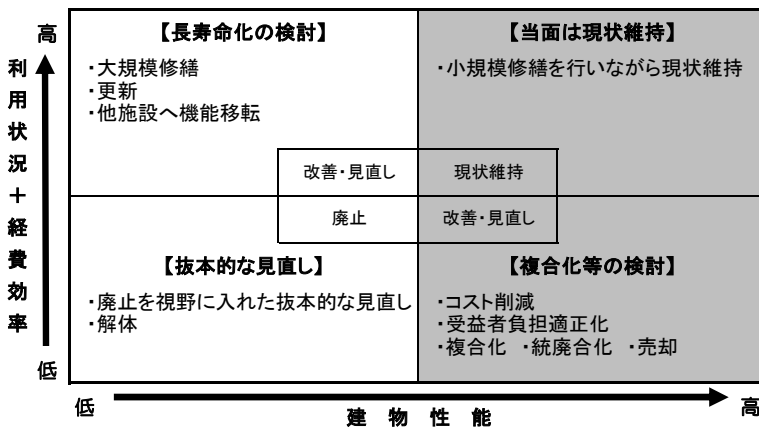 高
利用状況＋経費効率
低
【長寿命化の検討】
・大規模修繕
・更新
・他施設へ機能移転
【当面は現状維持】
・小規模修繕を行いながら現状維持
改善・見直し
現状維持
廃止
改善・見直し
【抜本的な見直し】
・廃止を視野に入れた抜本的な見直し
・解体
【複合化等の検討】
・コスト削減
・受益者負担適正化
・複合化　・統廃合化　・売却
低
建物性能
高